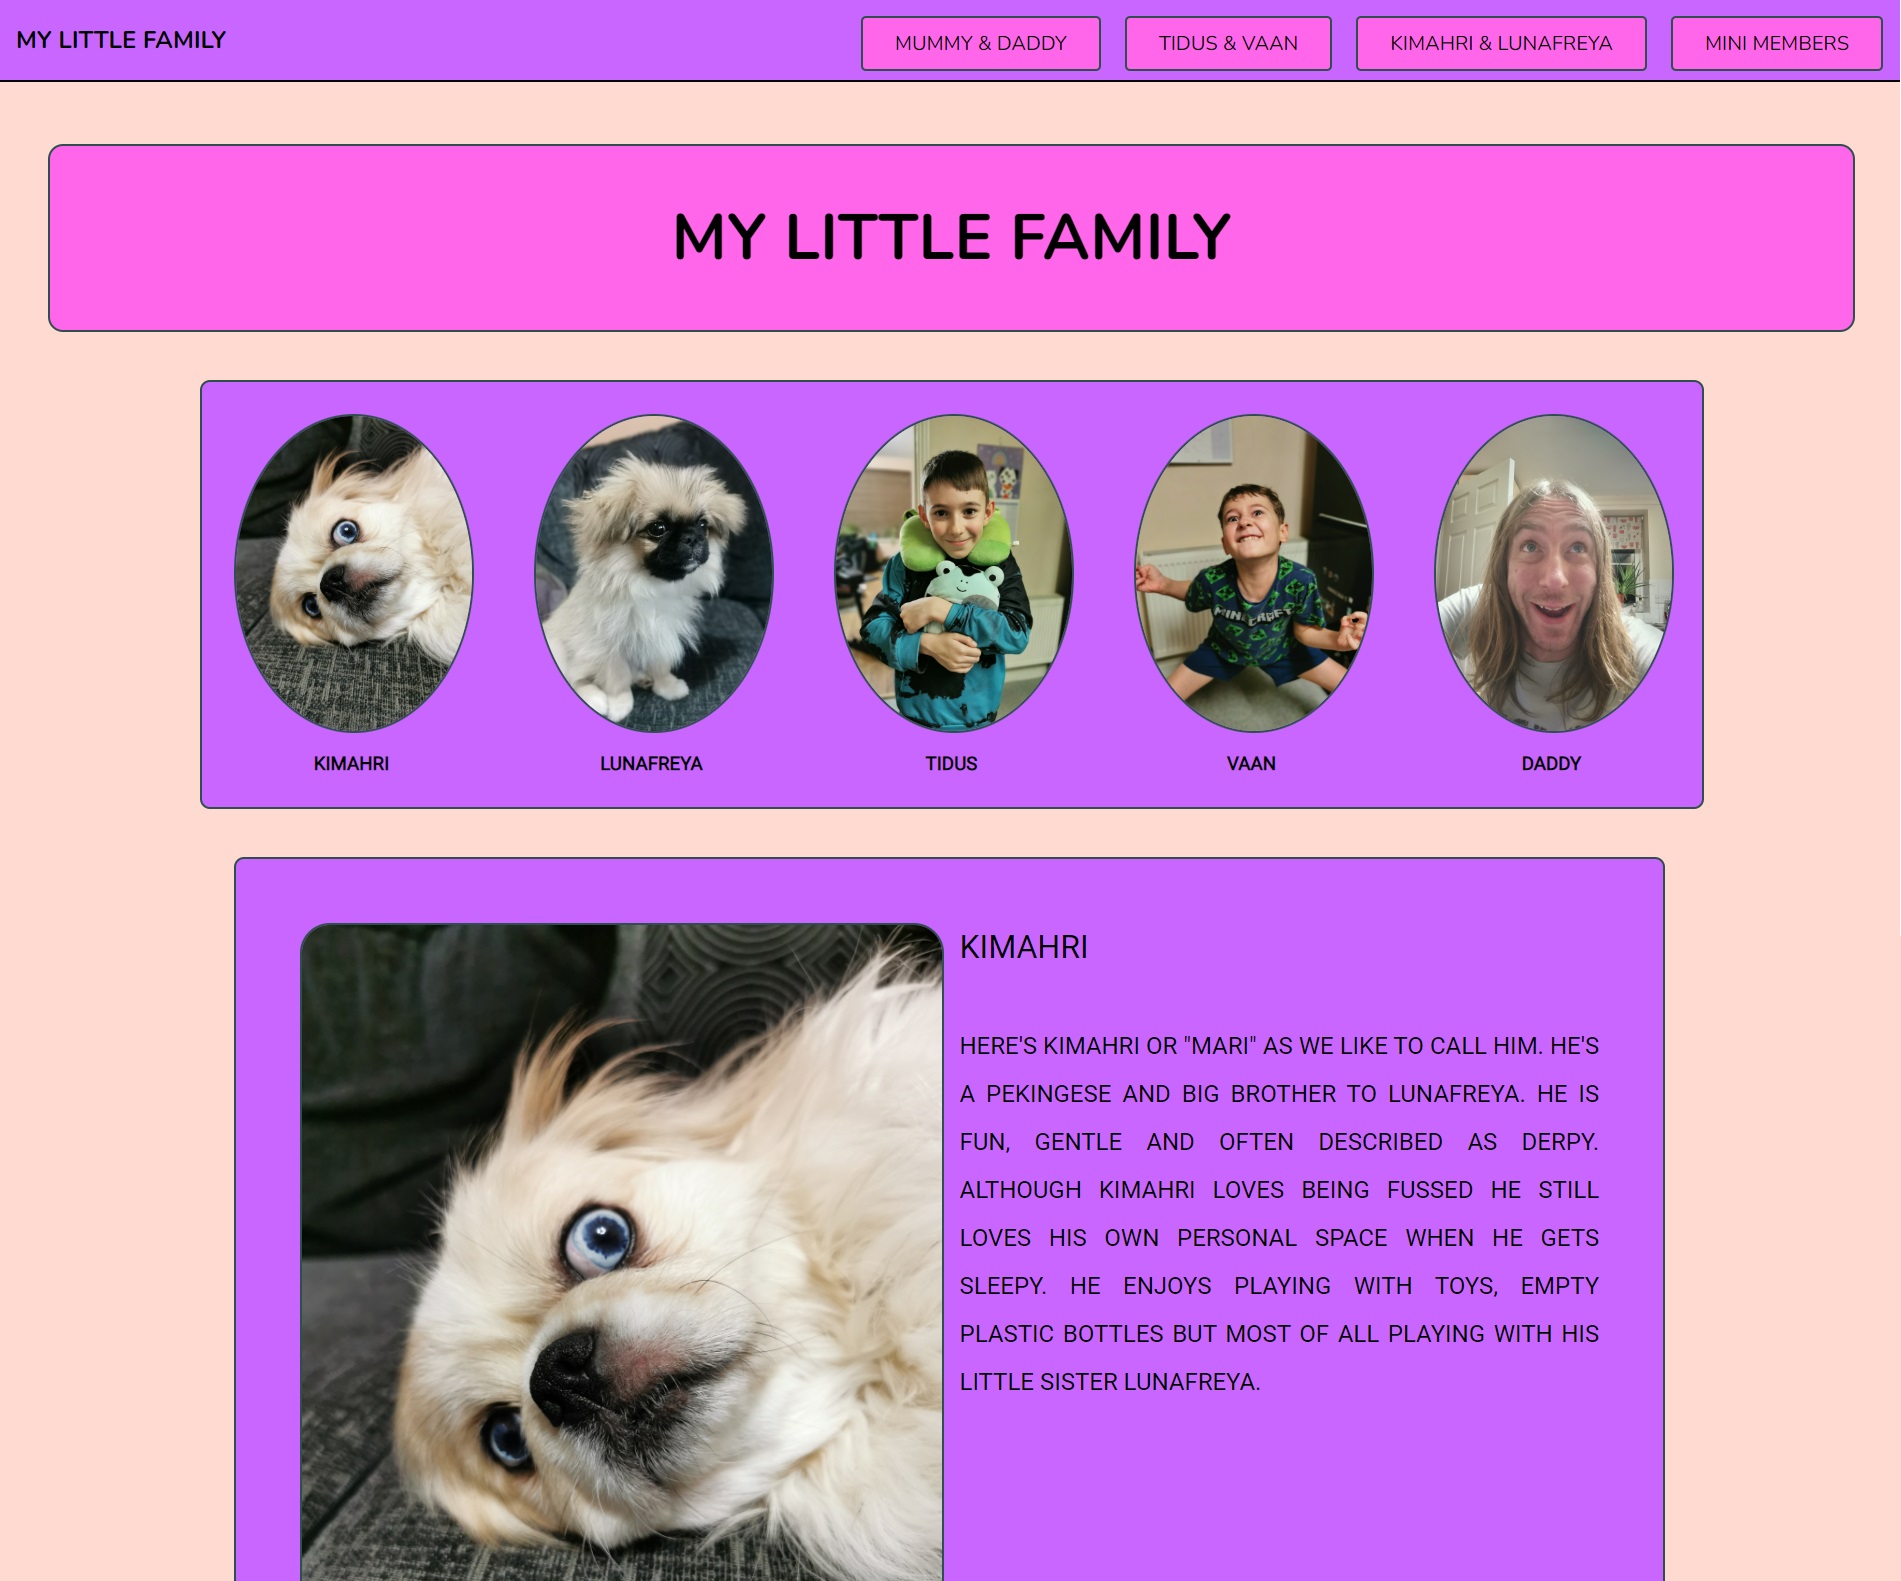 MY LITTLE FAMILY
MUMMY & DADDY
TIDUS & VAAN
KIMAHRI & LUNAFREYA
MINI MEMBERS
MY LITTLE FAMILY
MINECRAFT
KIMAHRI
LUNAFREYA
TIDUS
VAAN
DADDY
KIMAHRI
HERE'S KIMAHRI OR "MARI" AS WE LIKE TO CALL HIM. HE'S
A PEKINGESE AND BIG BROTHER TO LUNAFREYA. HE IS
FUN, GENTLE AND OFTEN DESCRIBED AS DERPY.
ALTHOUGH KIMAHRI LOVES BEING FUSSED HE STILL
LOVES HIS OWN PERSONAL SPACE WHEN HE GETS
SLEEPY. HE ENJOYS PLAYING WITH TOYS, EMPTY
PLASTIC BOTTLES BUT MOST OF ALL PLAYING WITH HIS
LITTLE SISTER LUNAFREYA.